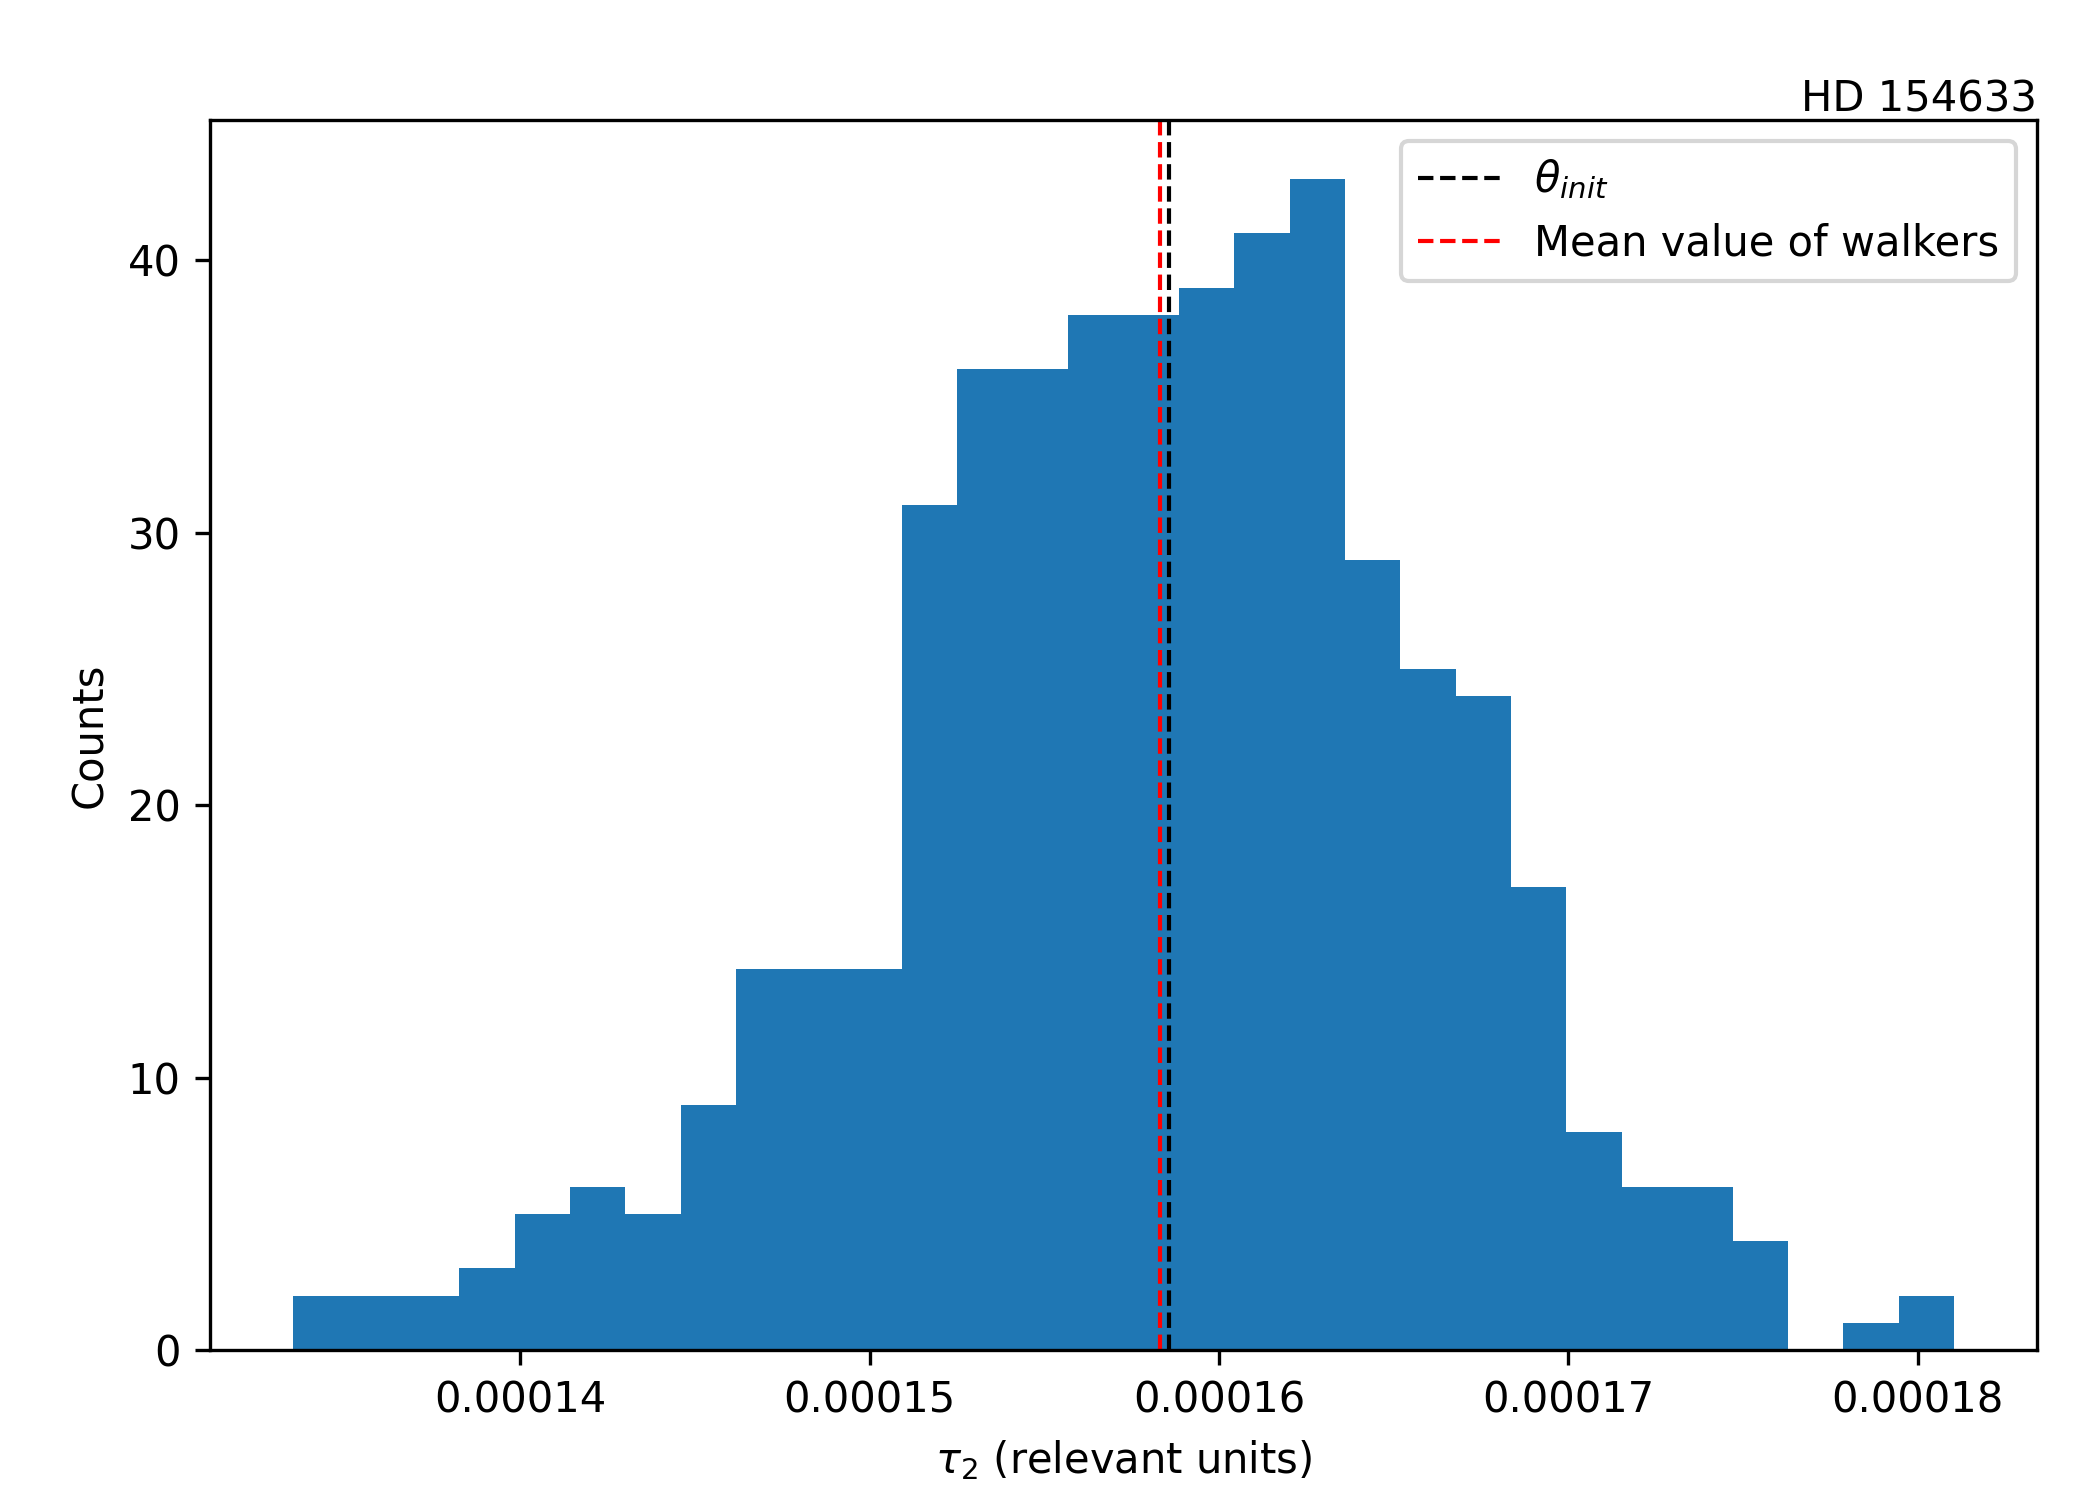 HD 154633
θinit
Mean value of walkers
Counts
40
30
20
10
0
0.00014 0.00015 0.00016 0.00017 0.00018
τ2 (relevant units)